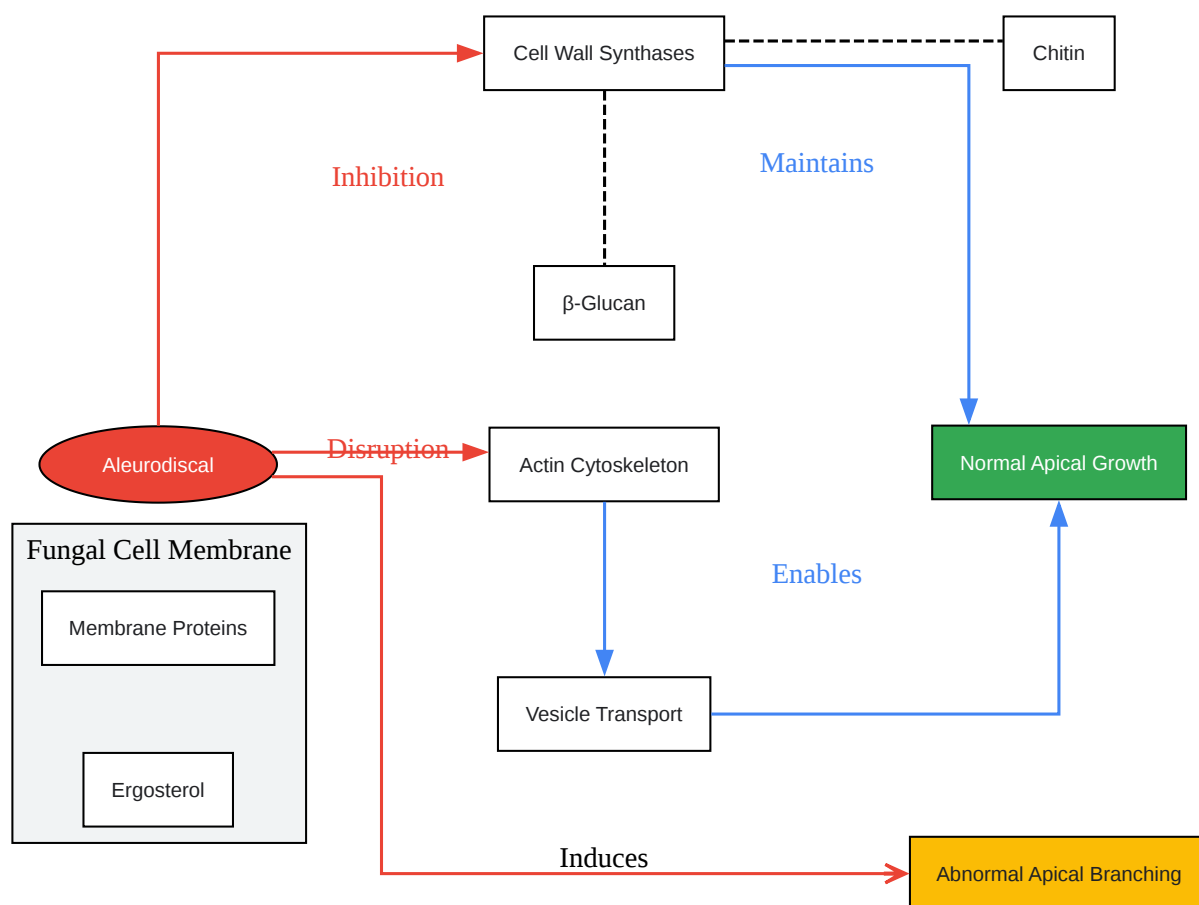 Cell Wall Synthases
Chitin
Inhibition
Maintains
β-Glucan
Aleurodiscal
Disruption
Actin Cytoskeleton
Normal Apical Growth
Fungal Cell Membrane
Enables
Membrane Proteins
Vesicle Transport
Ergosterol
Induces
Abnormal Apical Branching